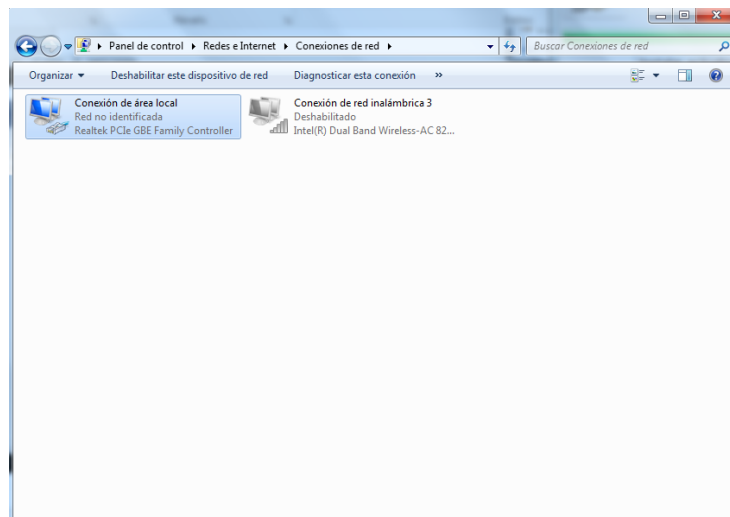 Panel de control ▸ Redes e Internet ▸ Conexiones de red ▸
Buscar Conexiones de red
Organizar
Deshabilitar este dispositivo de red
Diagnosticar esta conexión
»
Conexión de área local
Red no identificada
Realtek PCIe GBE Family Controller
Conexión de red inalámbrica 3
Deshabilitado
Intel(R) Dual Band Wireless-AC 82...